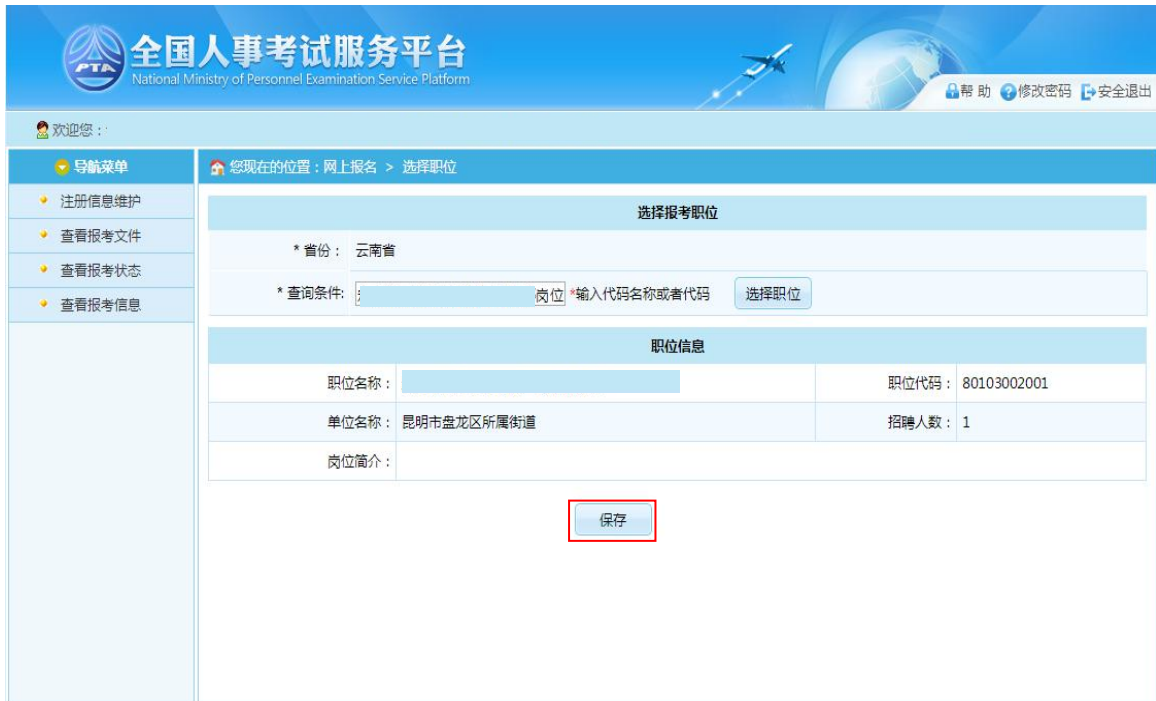 PTA
全国人事考试服务平台
National Ministry of Personnel Examination Service Platform
帮 助 修改密码 安全退出
欢迎您：
导航菜单
您现在的位置：网上报名 > 选择职位
注册信息维护
查看报考文件
查看报考状态
查看报考信息
选择报考职位
* 省份： 云南省
* 查询条件: 岗位 *输入代码名称或者代码 选择职位
职位信息
职位名称： 职位代码： 80103002001
单位名称： 昆明市盘龙区所属街道 招聘人数： 1
岗位简介：
保存